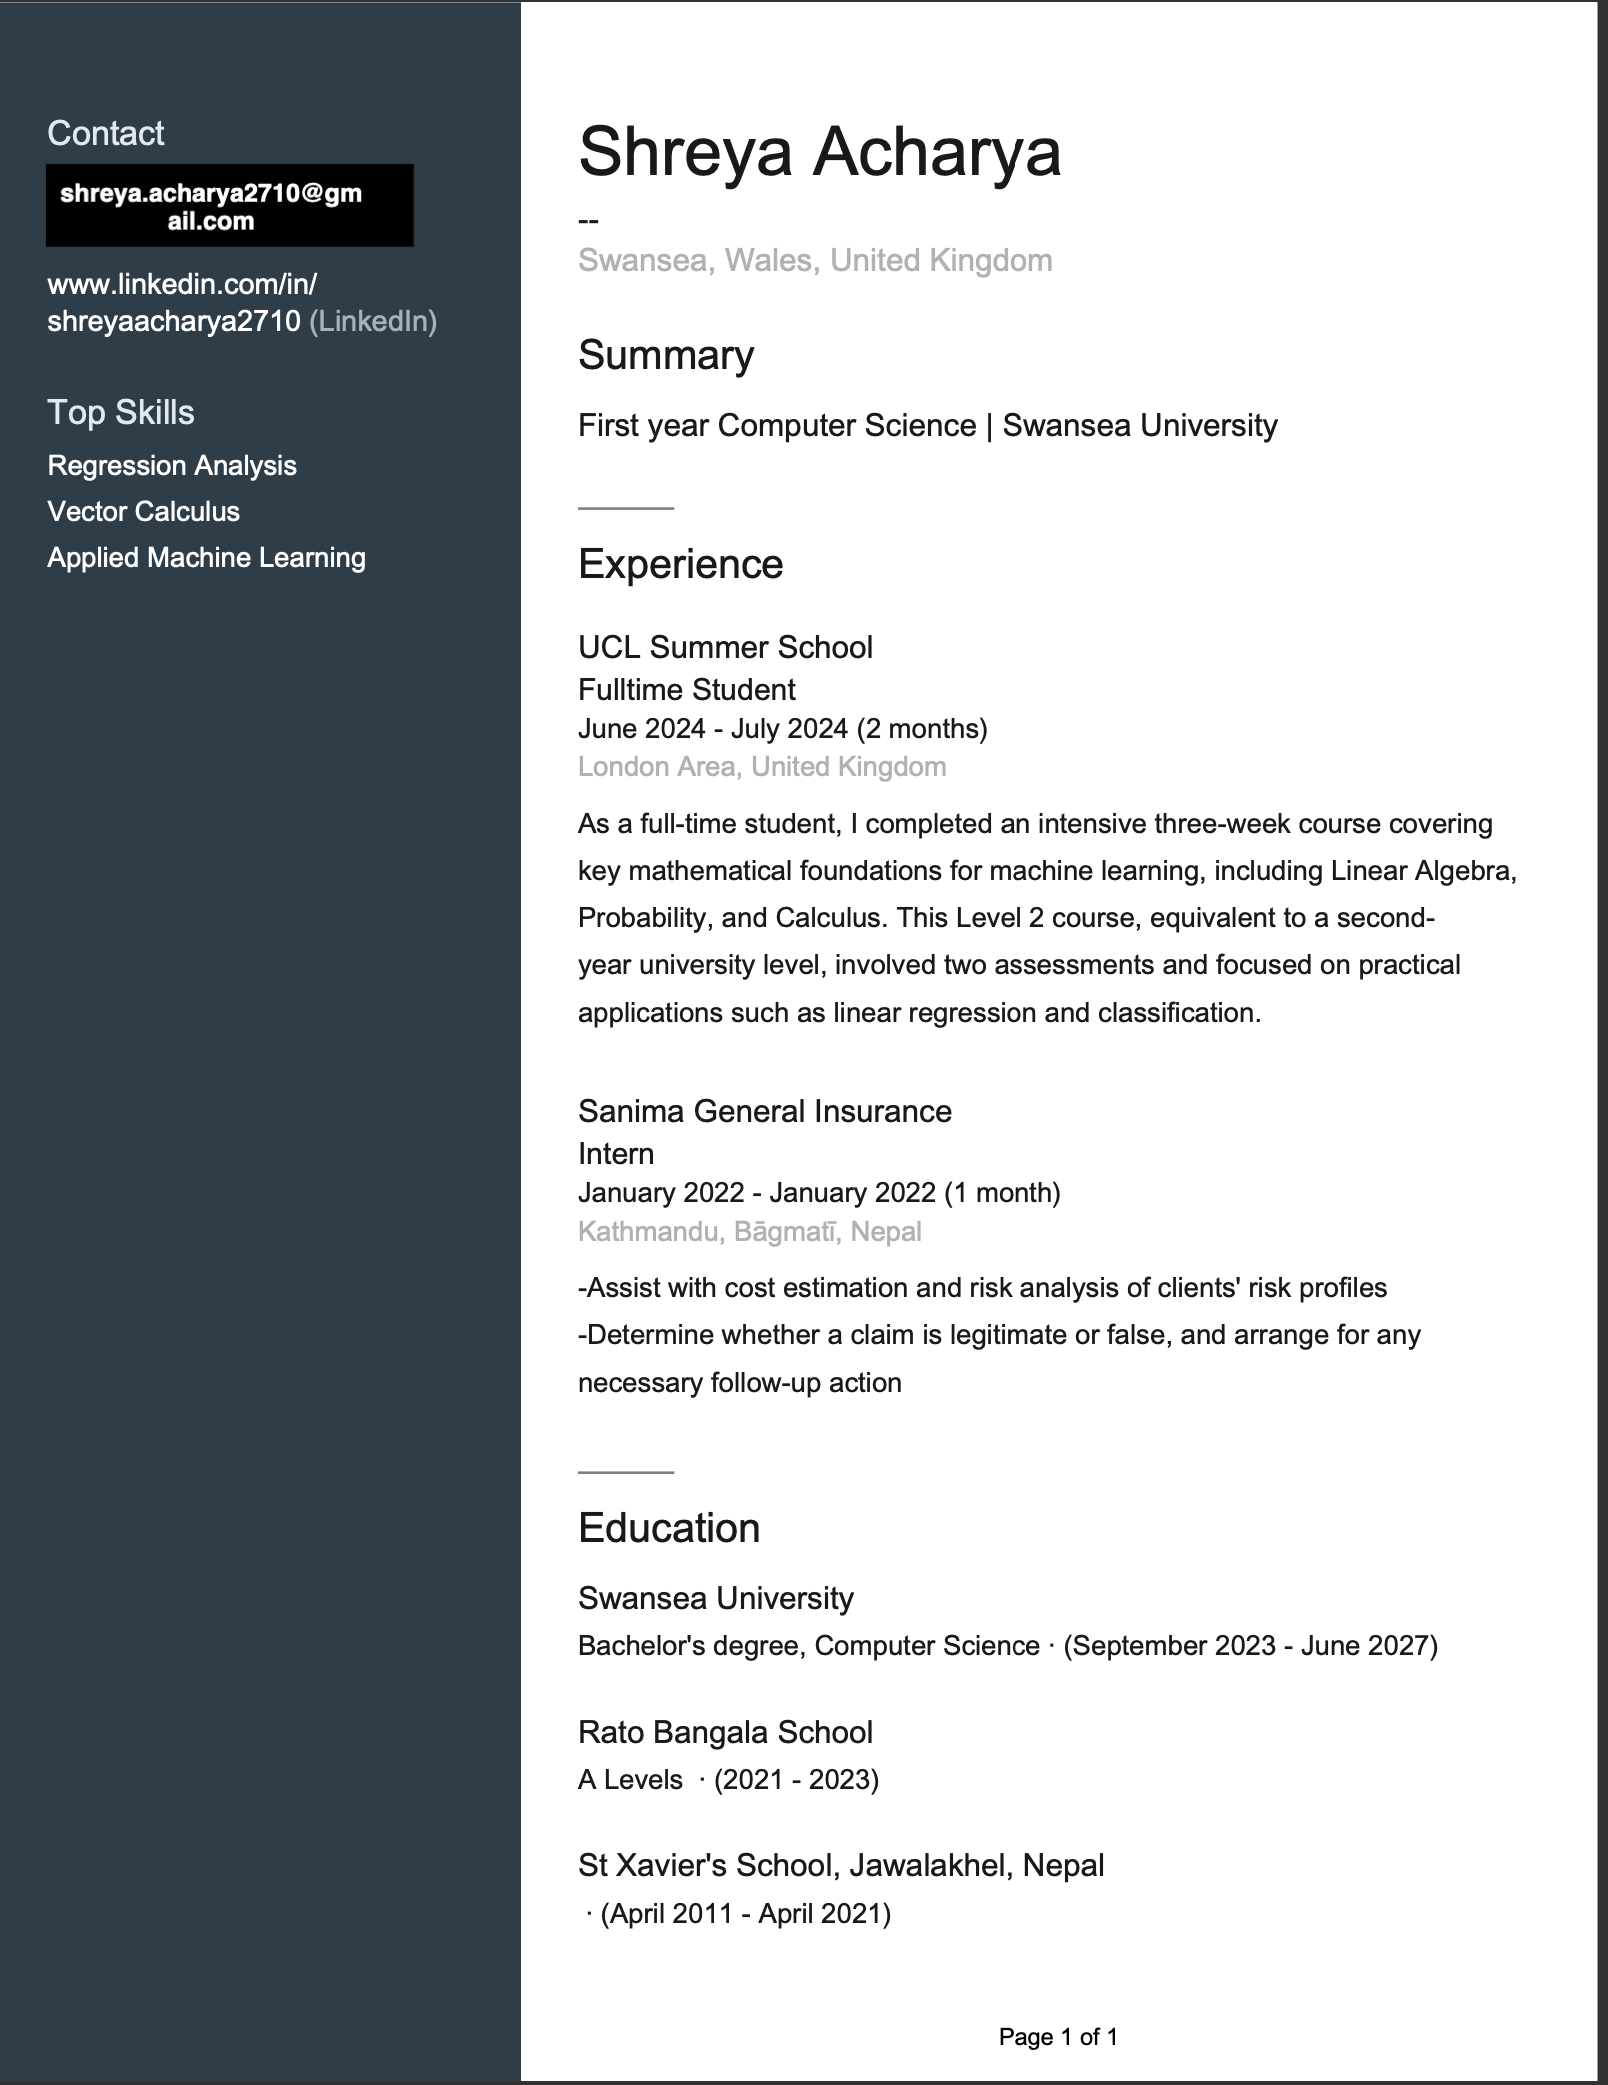 Contact
shreya.acharya2710@gm
ail.com
www.linkedin.com/in/
shreyaacharya2710 (LinkedIn)
Top Skills
Regression Analysis
Vector Calculus
Applied Machine Learning
Shreya Acharya
--
Swansea, Wales, United Kingdom
Summary
First year Computer Science | Swansea University
Experience
UCL Summer School
Fulltime Student
June 2024 - July 2024 (2 months)
London Area, United Kingdom
As a full-time student, I completed an intensive three-week course covering
key mathematical foundations for machine learning, including Linear Algebra,
Probability, and Calculus. This Level 2 course, equivalent to a second-
year university level, involved two assessments and focused on practical
applications such as linear regression and classification.
Sanima General Insurance
Intern
January 2022 - January 2022 (1 month)
Kathmandu, Bāgmatī, Nepal
-Assist with cost estimation and risk analysis of clients' risk profiles
-Determine whether a claim is legitimate or false, and arrange for any
necessary follow-up action
Education
Swansea University
Bachelor's degree, Computer Science · (September 2023 - June 2027)
Rato Bangala School
A Levels · (2021 - 2023)
St Xavier's School, Jawalakhel, Nepal
· (April 2011 - April 2021)
Page 1 of 1